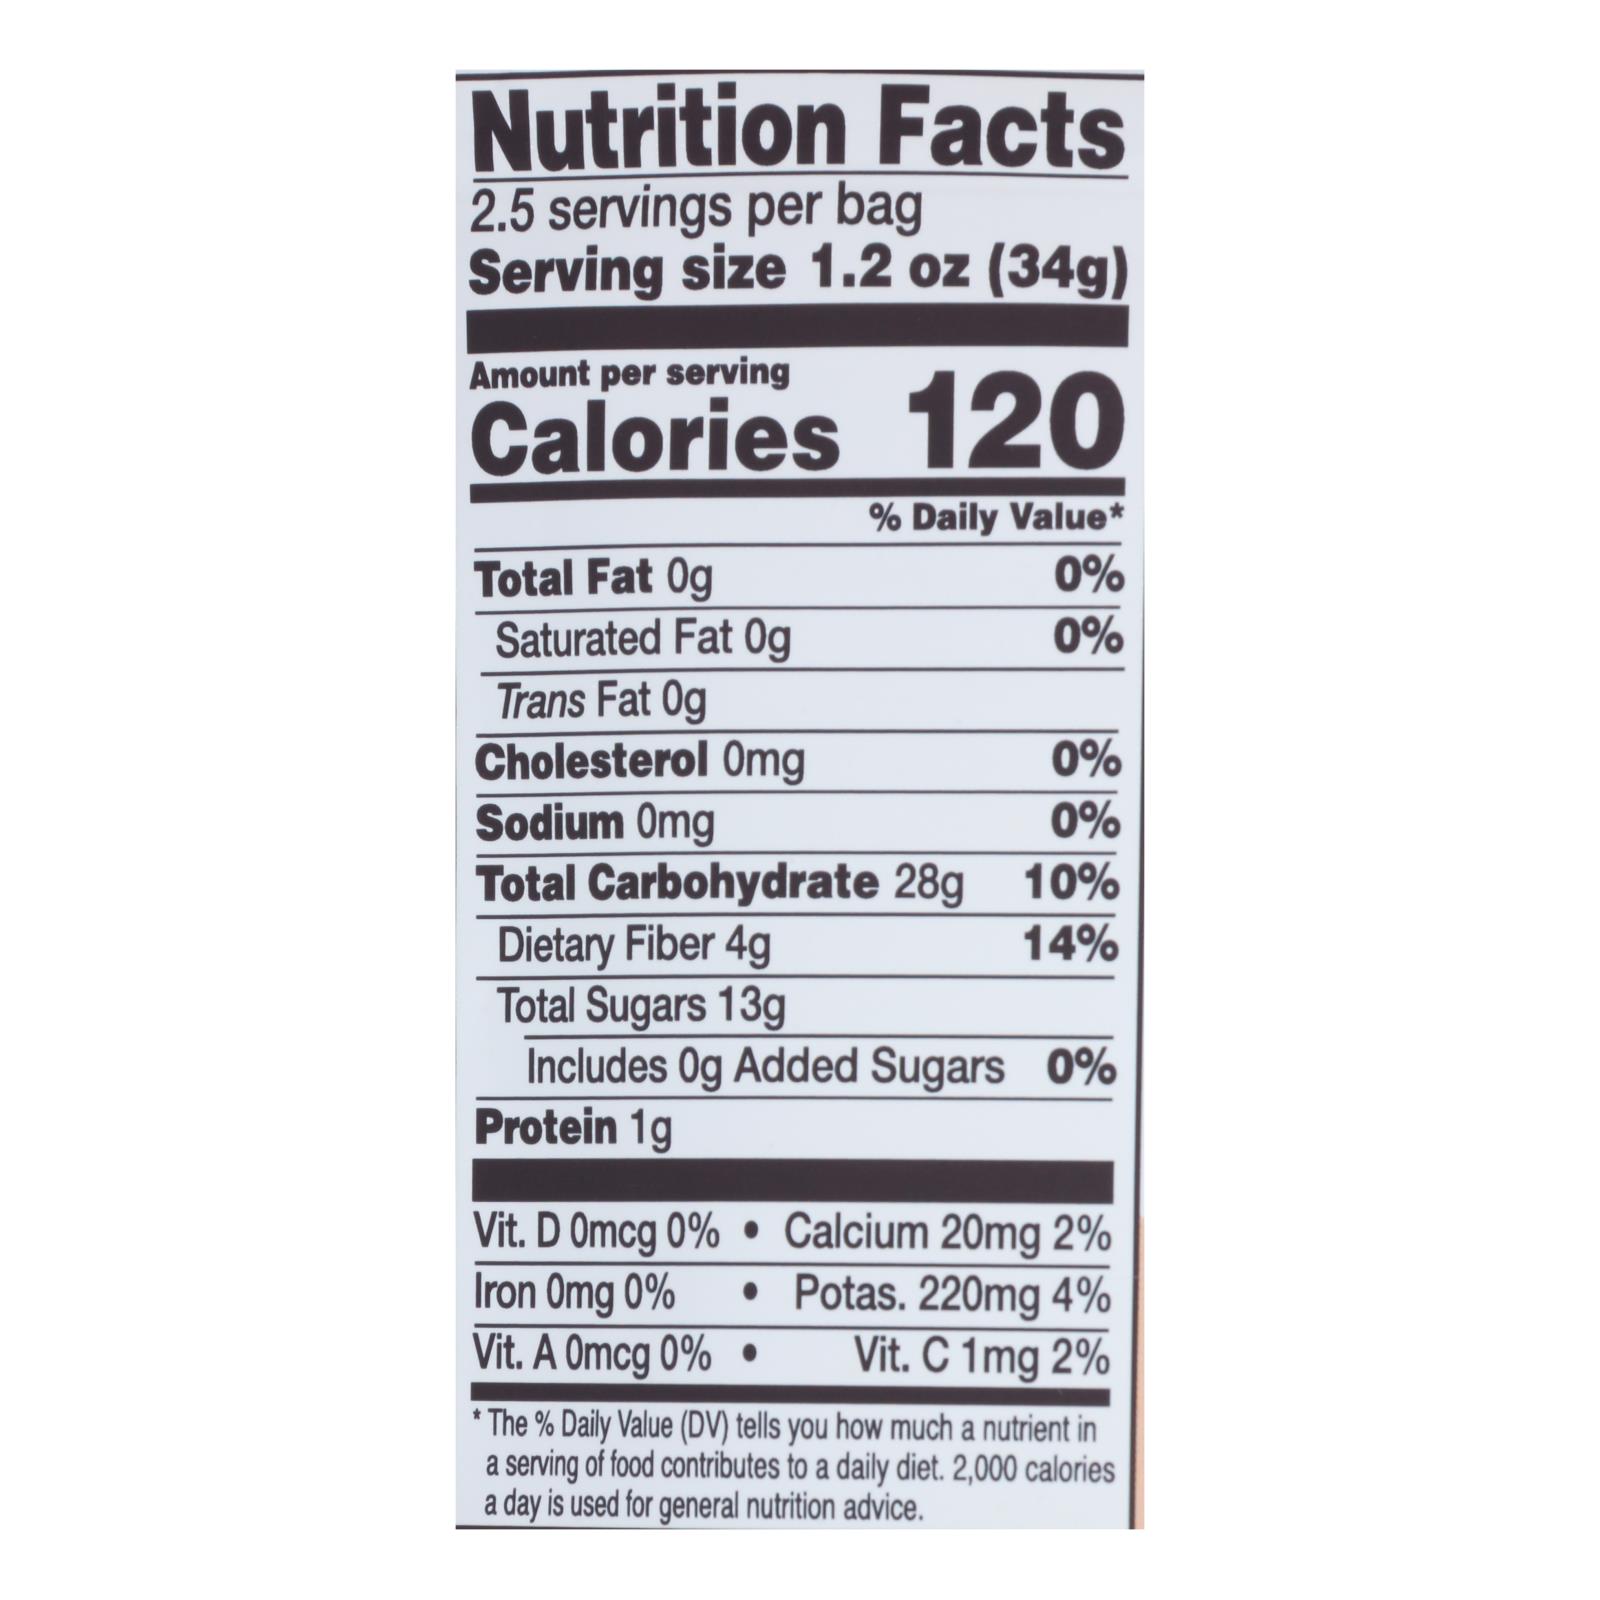 Nutrition Facts
2.5 servings per bag
Serving size 1.2 oz (34g)
Amount per serving
Calories 120
% Daily Value*
Total Fat 0g 0%
Saturated Fat 0g 0%
Trans Fat 0g
Cholesterol 0mg 0%
Sodium 0mg 0%
Total Carbohydrate 28g 10%
Dietary Fiber 4g 14%
Total Sugars 13g
Includes 0g Added Sugars 0%
Protein 1g
Vit. D 0mcg 0% • Calcium 20mg 2%
Iron 0mg 0% • Potas. 220mg 4%
Vit. A 0mcg 0% • Vit. C 1mg 2%
* The % Daily Value (DV) tells you how much a nutrient in
a serving of food contributes to a daily diet. 2,000 calories
a day is used for general nutrition advice.